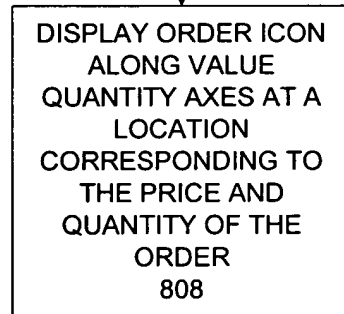 DISPLAY ORDER ICON
ALONG VALUE
QUANTITY AXES AT A
LOCATION
CORRESPONDING TO
THE PRICE AND
QUANTITY OF THE
ORDER
808